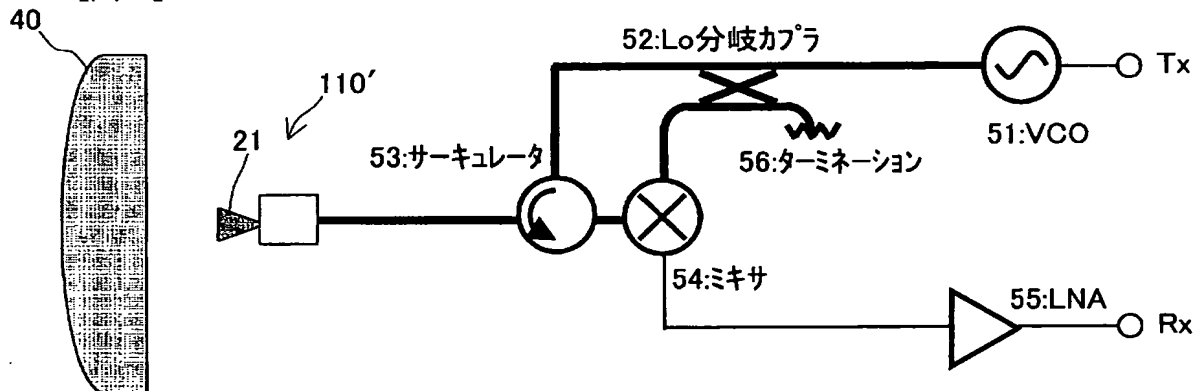 40
52:Lo分岐カプラ
Tx
110′
21
53:サーキュレータ
56:ターミネーション
51:VCO
54:ミキサ
55:LNA
Rx